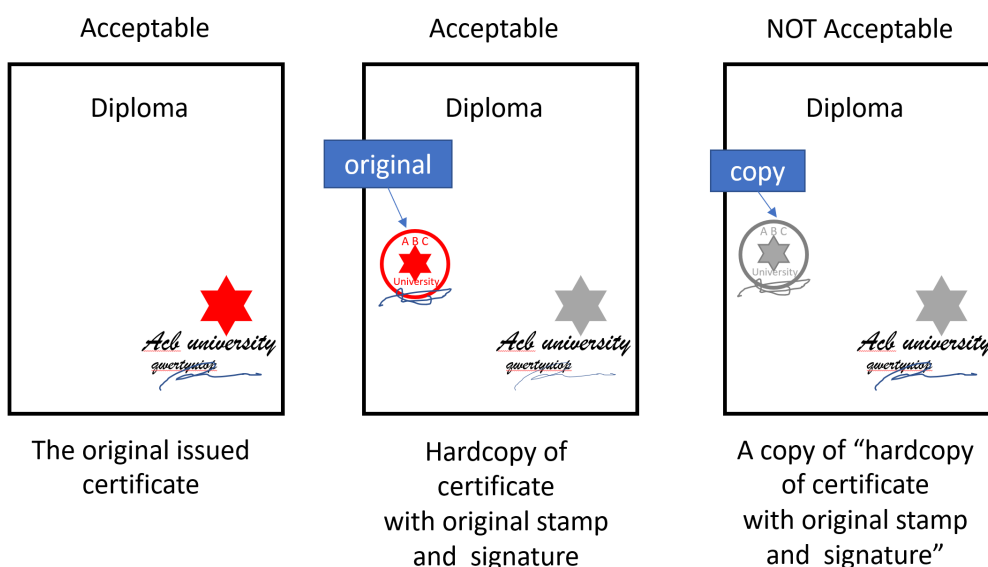 Acceptable
Diploma
Acb university
qwertyuiop
The original issued
certificate
Acceptable
Diploma
original
A B C
University
Acb university
qwertyuiop
Hardcopy of
certificate
with original stamp
and signature
NOT Acceptable
Diploma
copy
A B C
University
Acb university
qwertyuiop
A copy of “hardcopy
of certificate
with original stamp
and signature”